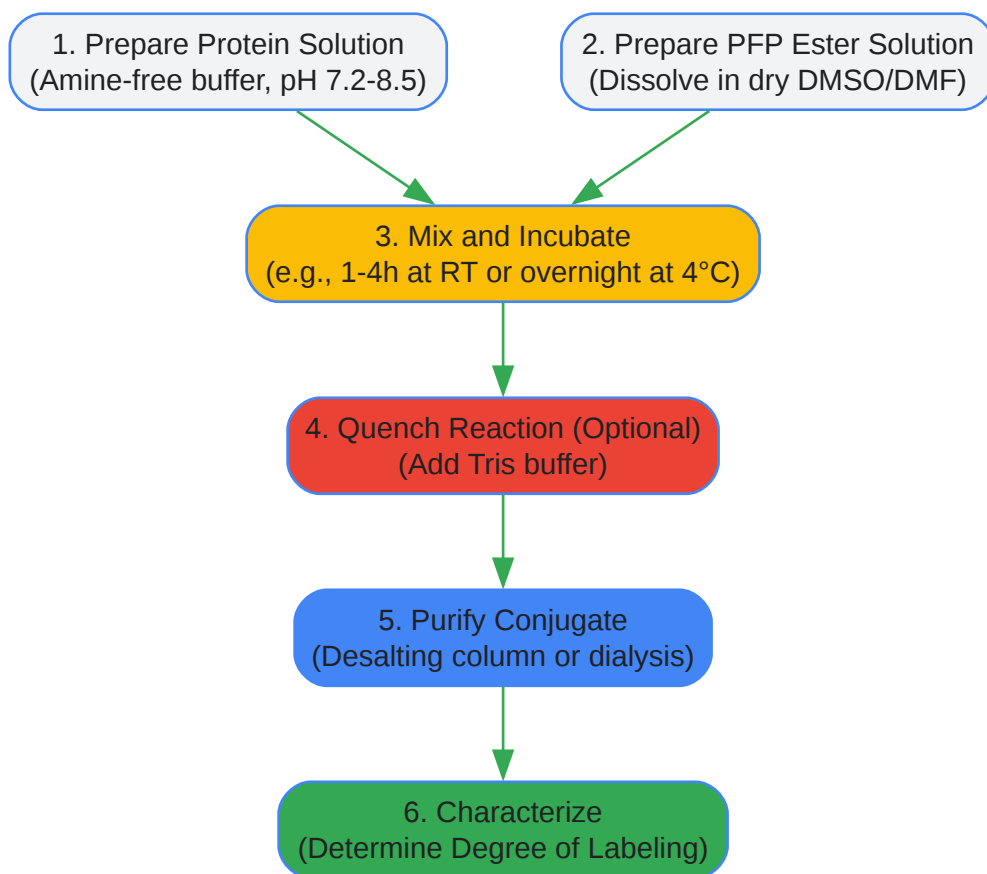 1. Prepare Protein Solution
(Amine-free buffer, pH 7.2-8.5)
2. Prepare PFP Ester Solution
(Dissolve in dry DMSO/DMF)
3. Mix and Incubate
(e.g., 1-4h at RT or overnight at 4°C)
4. Quench Reaction (Optional)
(Add Tris buffer)
5. Purify Conjugate
(Desalting column or dialysis)
6. Characterize
(Determine Degree of Labeling)